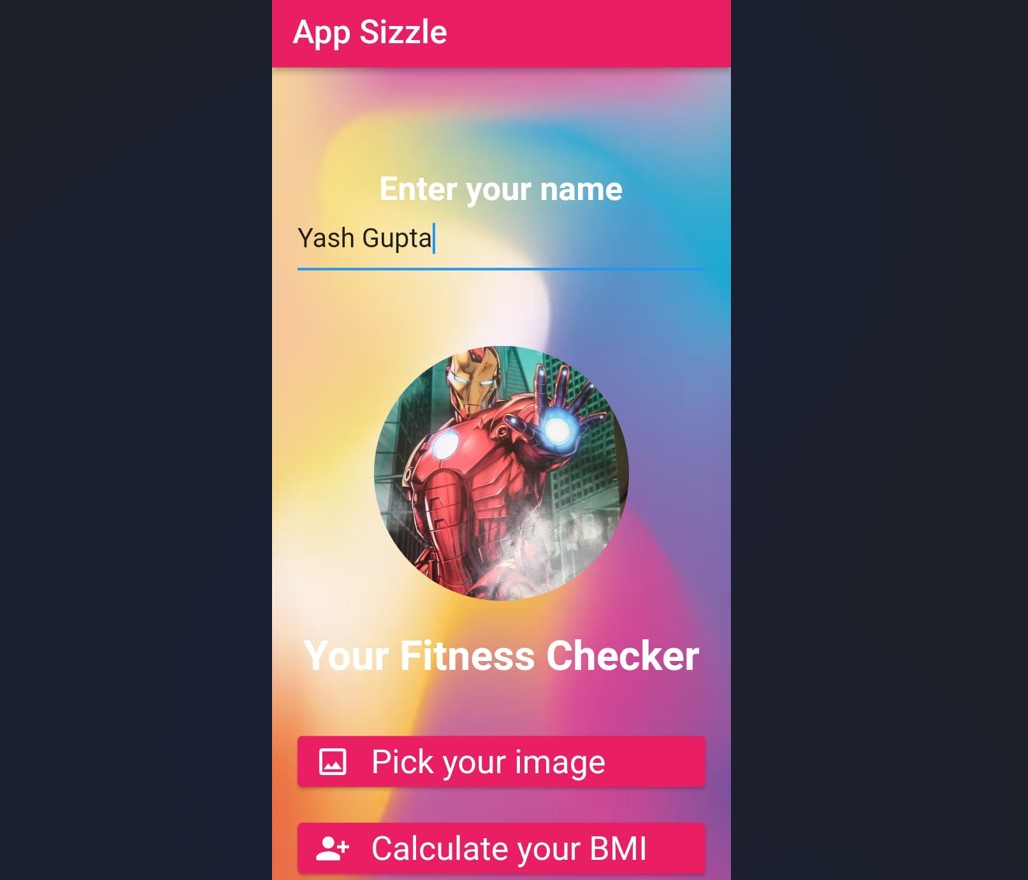 App Sizzle
Enter your name
Yash Gupta
Your Fitness Checker
Pick your image
Calculate your BMI